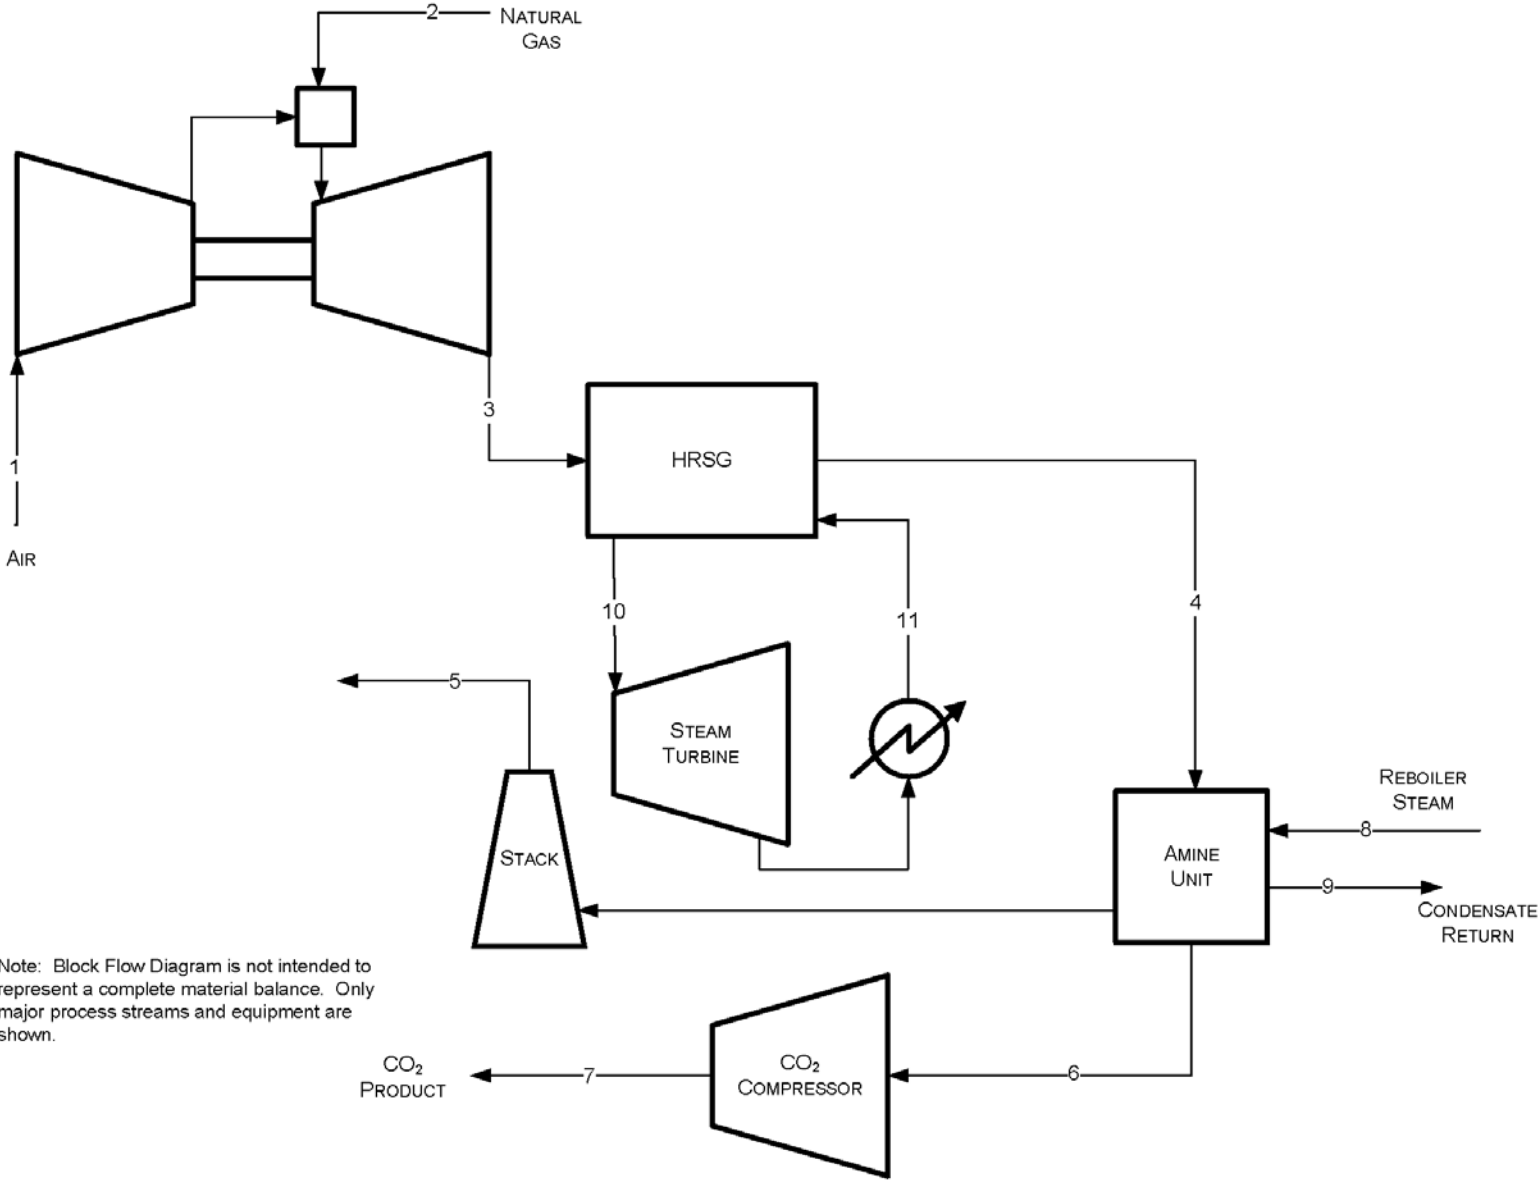 2
NATURAL
GAS
3
HRSG
1
AIR
4
10
11
5
STEAM
TURBINE
REBOILER
STEAM
8
STACK
AMINE
UNIT
9
CONDENSATE
RETURN
Note: Block Flow Diagram is not intended to
represent a complete material balance. Only
major process streams and equipment are
shown.
CO₂
PRODUCT
7
CO₂
COMPRESSOR
6